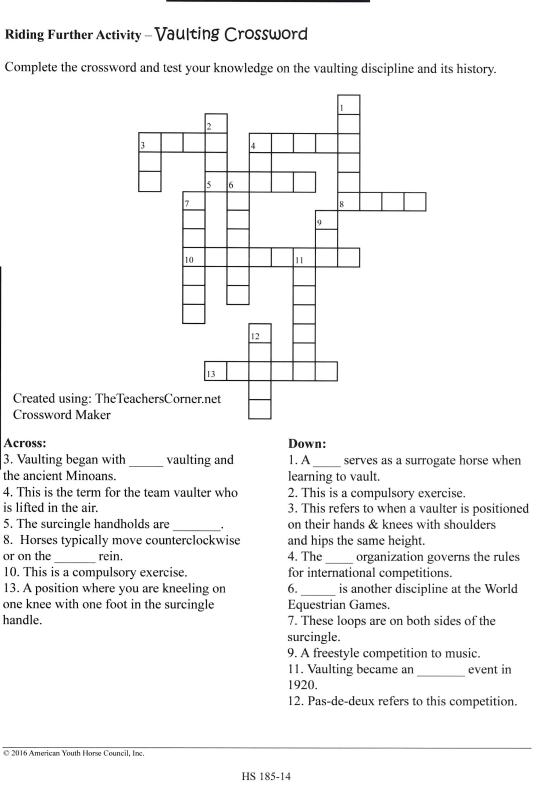 Riding Further Activity – Vaulting Crossword
Complete the crossword and test your knowledge on the vaulting discipline and its history.
1
2
3
4
5
6
7
8
9
10
11
12
13
Created using: TheTeachersCorner.net
Crossword Maker
Across:
3. Vaulting began with _____ vaulting and
the ancient Minoans.
4. This is the term for the team vaulter who
is lifted in the air.
5. The surcingle handholds are _______.
8. Horses typically move counterclockwise
or on the ______ rein.
10. This is a compulsory exercise.
13. A position where you are kneeling on
one knee with one foot in the surcingle
handle.
Down:
1. A ____ serves as a surrogate horse when
learning to vault.
2. This is a compulsory exercise.
3. This refers to when a vaulter is positioned
on their hands & knees with shoulders
and hips the same height.
4. The ____ organization governs the rules
for international competitions.
6. _____ is another discipline at the World
Equestrian Games.
7. These loops are on both sides of the
surcingle.
9. A freestyle competition to music.
11. Vaulting became an _______ event in
1920.
12. Pas-de-deux refers to this competition.
© 2016 American Youth Horse Council, Inc.
HS 185-14